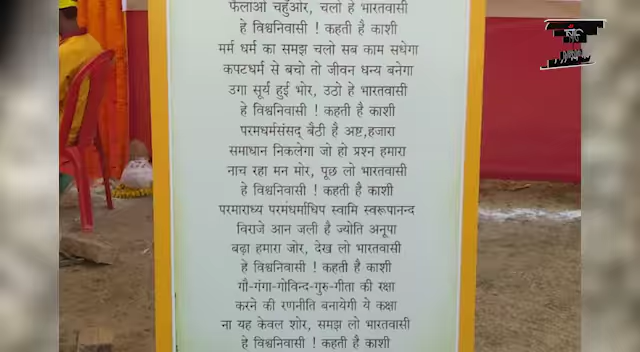 फैलाओ चहुँओर, चलो हे भारतवासी
हे विश्वनिवासी ! कहती है काशी
मर्म धर्म का समझ चलो सब काम सधेगा
कपटधर्म से बचो तो जीवन धन्य बनेगा
उगा सूर्य हुई भोर, उठो हे भारतवासी
हे विश्वनिवासी ! कहती है काशी
परमधर्मसंसद् बैठी है अष्ट,हजारा
समाधान निकलेगा जो हो प्रश्न हमारा
नाच रहा मन मोर, पूछ लो भारतवासी
हे विश्वनिवासी ! कहती है काशी
परमाराध्य परमधर्माधिप स्वामि स्वरूपानन्द
विराजे आन जली है ज्योति अनूपा
बढ़ा हमारा जोर, देख लो भारतवासी
हे विश्वनिवासी ! कहती है काशी
गौ-गंगा-गोविन्द-गुरु-गीता की रक्षा
करने की रणनीति बनायेगी ये कक्षा
ना यह केवल शोर, समझ लो भारतवासी
हे विश्वनिवासी ! कहती है काशी